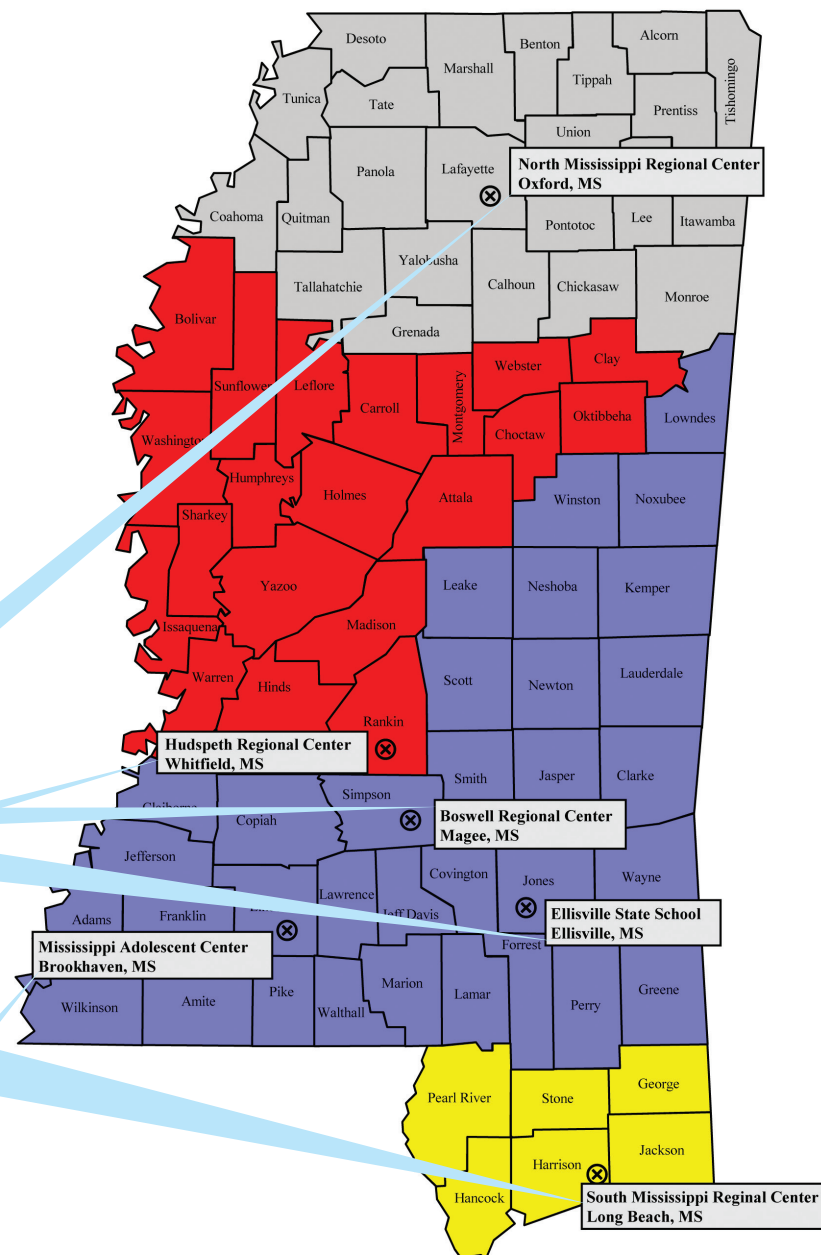 Desoto
Marshall
Benton
Tippah
Alcorn
Tishomingo
Tunica
Tate
Prentiss
Union
Panola
Lafayette
North Mississippi Regional Center
Oxford, MS
Coahoma
Quitman
Pontotoc
Lee
Itawamba
Yalobusha
Tallahatchie
Calhoun
Chickasaw
Monroe
Bolivar
Grenada
Sunflower
Leflore
Webster
Clay
Carroll
Montgomery
Oktibbeha
Lowndes
Washington
Choctaw
Humphreys
Holmes
Attala
Winston
Noxubee
Sharkey
Yazoo
Leake
Neshoba
Kemper
Issaquena
Madison
Warren
Hinds
Scott
Newton
Lauderdale
Rankin
Hudspeth Regional Center
Whitfield, MS
Smith
Jasper
Clarke
Simpson
Claiborne
Copiah
Boswell Regional Center
Magee, MS
Jefferson
Covington
Jones
Wayne
Lawrence
Jeff Davis
Adams
Franklin
Ellisville State School
Ellisville, MS
Mississippi Adolescent Center
Brookhaven, MS
Forrest
Wilkinson
Amite
Pike
Walthall
Marion
Lamar
Perry
Greene
Pearl River
Stone
George
Harrison
Jackson
Hancock
South Mississippi Reginal Center
Long Beach, MS